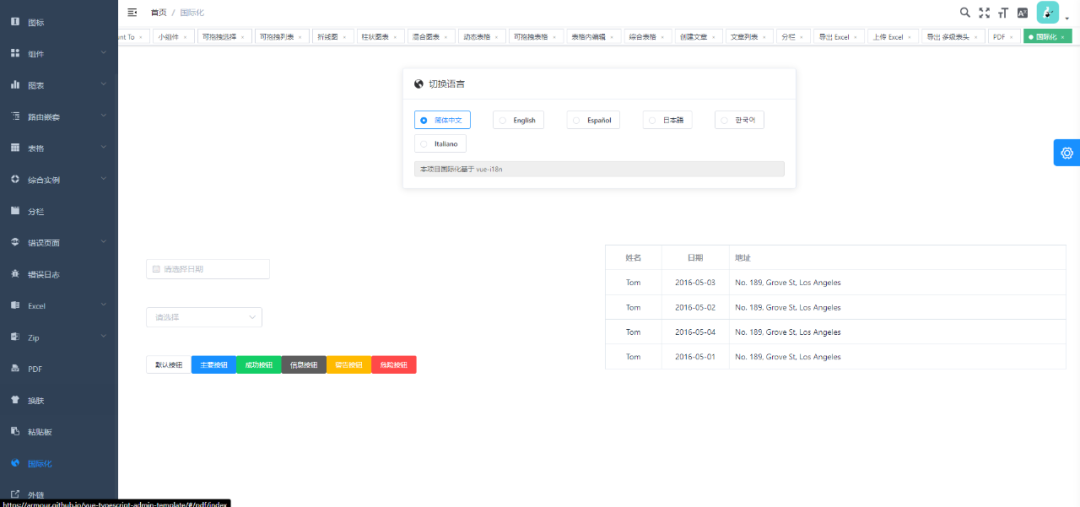 首页 / 国际化
ant To × 小组件 × 可拖拽选择 × 可拖拽列表 × 折线图 × 柱状图表 × 混合图表 × 动态表格 × 可拖拽表格 × 表格内编辑 × 综合表格 × 创建文章 × 文章列表 × 分栏 × 导出 Excel × 上传 Excel × 导出 多级表头 × PDF × 国际化 ×
图标
组件
图表
路由嵌套
表格
综合实例
分栏
错误页面
错误日志
Excel
Zip
PDF
换肤
粘贴板
国际化
外链
切换语言
简体中文 English Español 日本語 한국어
Italiano
本项目国际化基于 vue-i18n
请选择日期
请选择
默认按钮 主要按钮 成功按钮 信息按钮 警告按钮 危险按钮
姓名 日期 地址
Tom 2016-05-03 No. 189, Grove St, Los Angeles
Tom 2016-05-02 No. 189, Grove St, Los Angeles
Tom 2016-05-04 No. 189, Grove St, Los Angeles
Tom 2016-05-01 No. 189, Grove St, Los Angeles
https://armour.github.io/vue-typescript-admin-template/#/pdf/index